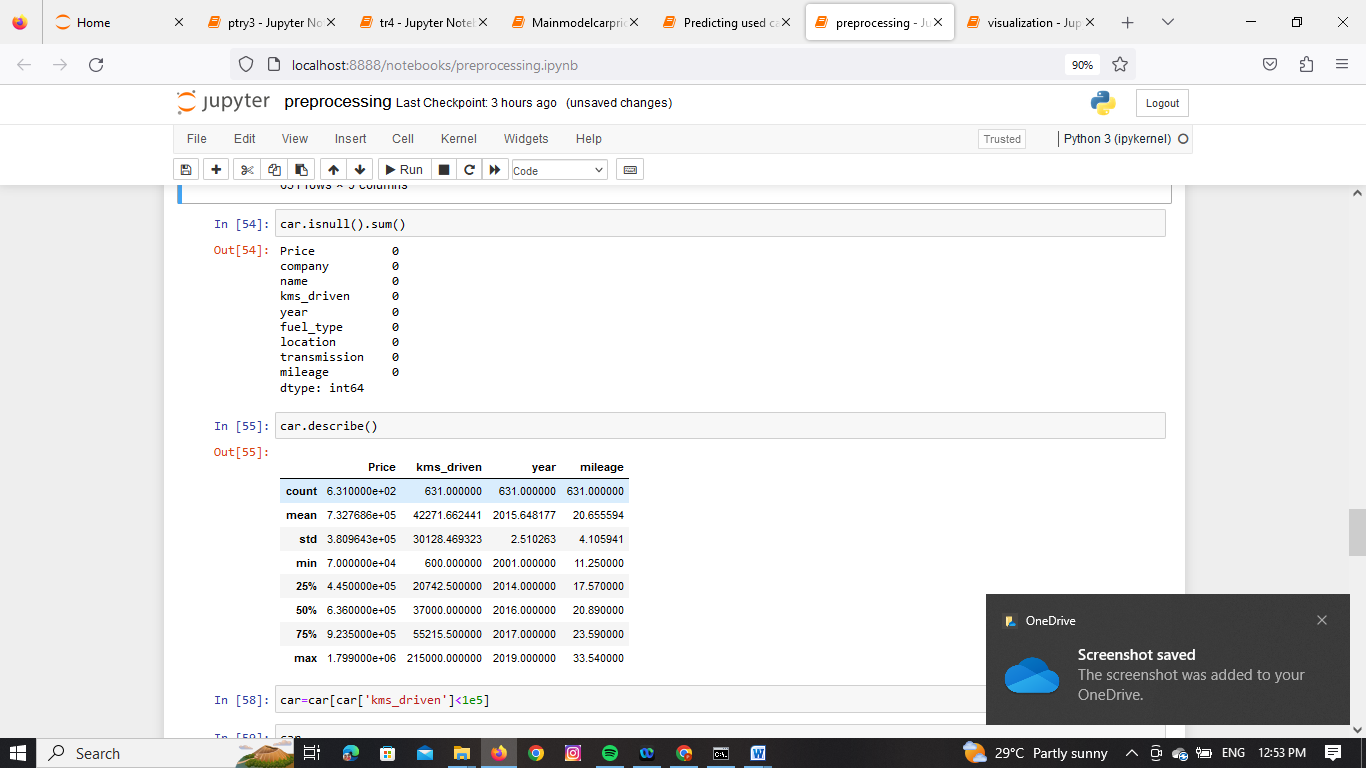 Home
ptry3 - Jupyter No
tr4 - Jupyter Note
Mainmodelcarpric
Predicting used ca
preprocessing - Ju
visualization - Jup
localhost:8888/notebooks/preprocessing.ipynb
90%
jupyter preprocessing Last Checkpoint: 3 hours ago (unsaved changes)
Logout
File Edit View Insert Cell Kernel Widgets Help
Trusted
Python 3 (ipykernel)
Run
Code
631 rows × 9 columns
In [54]: car.isnull().sum()
Out[54]: Price 0
company 0
name 0
kms_driven 0
year 0
fuel_type 0
location 0
transmission 0
mileage 0
dtype: int64
In [55]: car.describe()
Out[55]:
Price kms_driven year mileage
count 6.310000e+02 631.000000 631.000000 631.000000
mean 7.327686e+05 42271.662441 2015.648177 20.655594
std 3.809643e+05 30128.469323 2.510263 4.105941
min 7.000000e+04 600.000000 2001.000000 11.250000
25% 4.450000e+05 20742.500000 2014.000000 17.570000
50% 6.360000e+05 37000.000000 2016.000000 20.890000
75% 9.235000e+05 55215.500000 2017.000000 23.590000
max 1.799000e+06 215000.000000 2019.000000 33.540000
In [58]: car=car[car['kms_driven']<1e5]
In [59]: car
OneDrive
Screenshot saved
The screenshot was added to your
OneDrive.
Search
29°C Partly sunny
ENG
12:53 PM